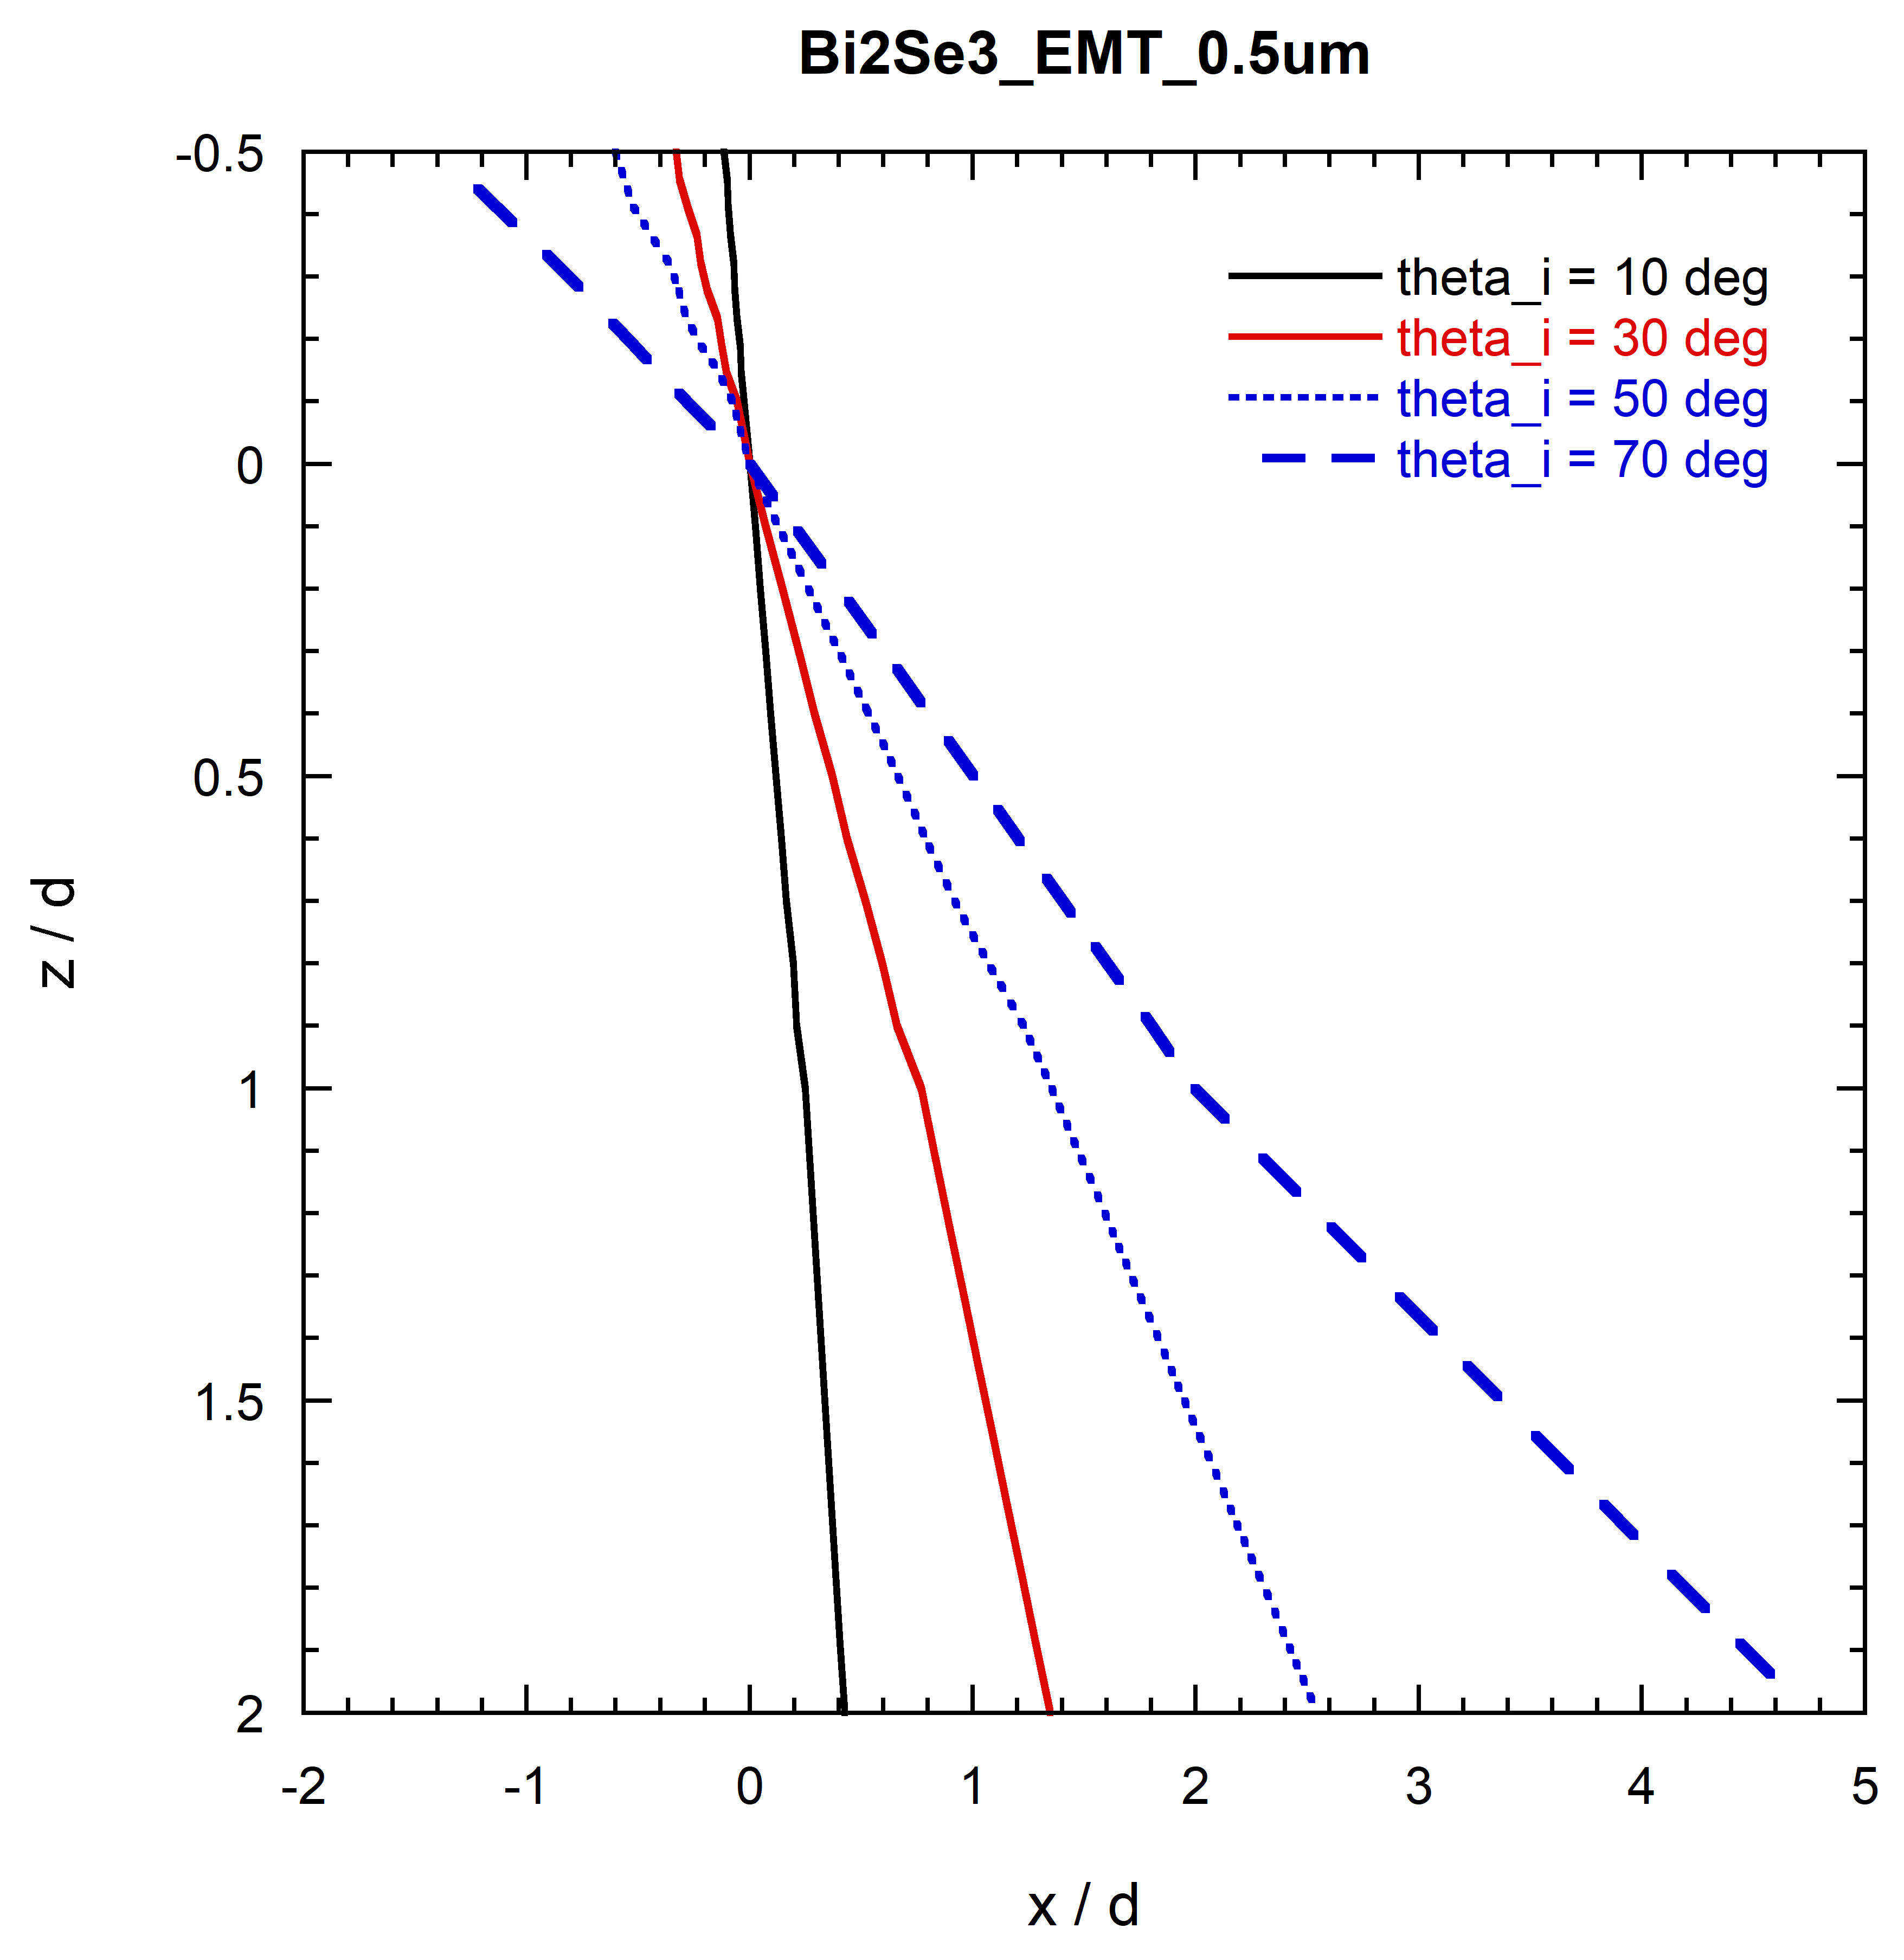 Bi2Se3_EMT_0.5um
-0.5
0
0.5
1
1.5
2
z / d
theta_i = 10 deg
theta_i = 30 deg
theta_i = 50 deg
theta_i = 70 deg
-2 -1 0 1 2 3 4 5
x / d